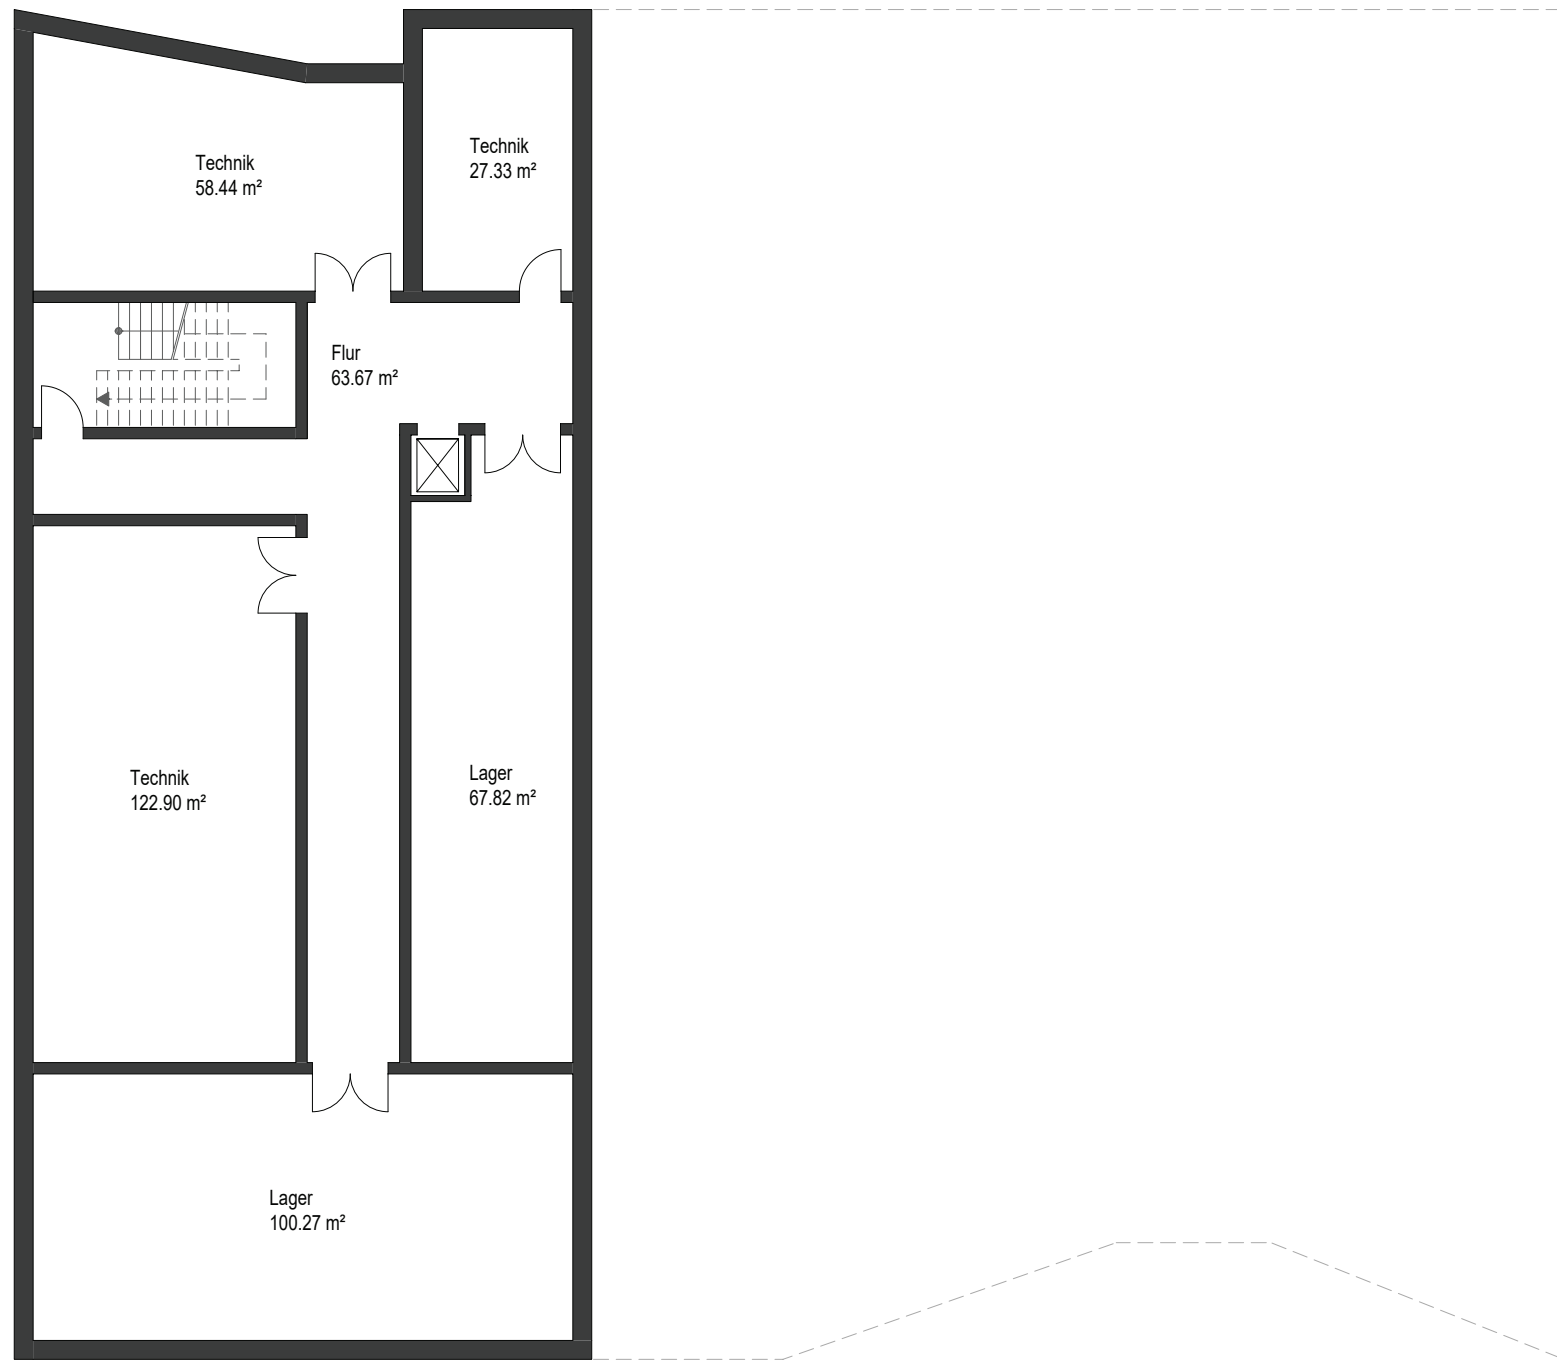 Technik
58.44 m²
Technik
27.33 m²
Flur
63.67 m²
Technik
122.90 m²
Lager
67.82 m²
Lager
100.27 m²